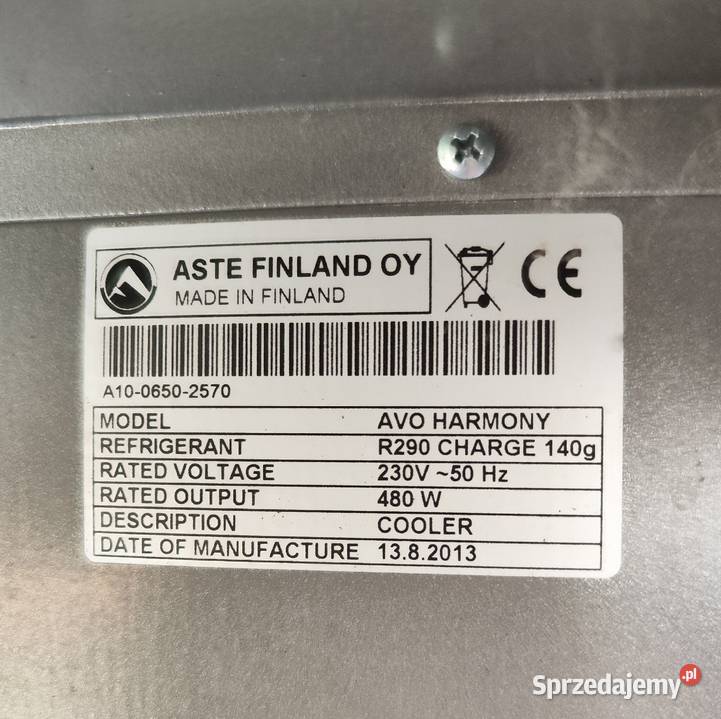 ASTE FINLAND OY
MADE IN FINLAND
CE
A10-0650-2570
MODEL AVO HARMONY
REFRIGERANT R290 CHARGE 140g
RATED VOLTAGE 230V ~50 Hz
RATED OUTPUT 480 W
DESCRIPTION COOLER
DATE OF MANUFACTURE 13.8.2013
Sprzedajemy.pl